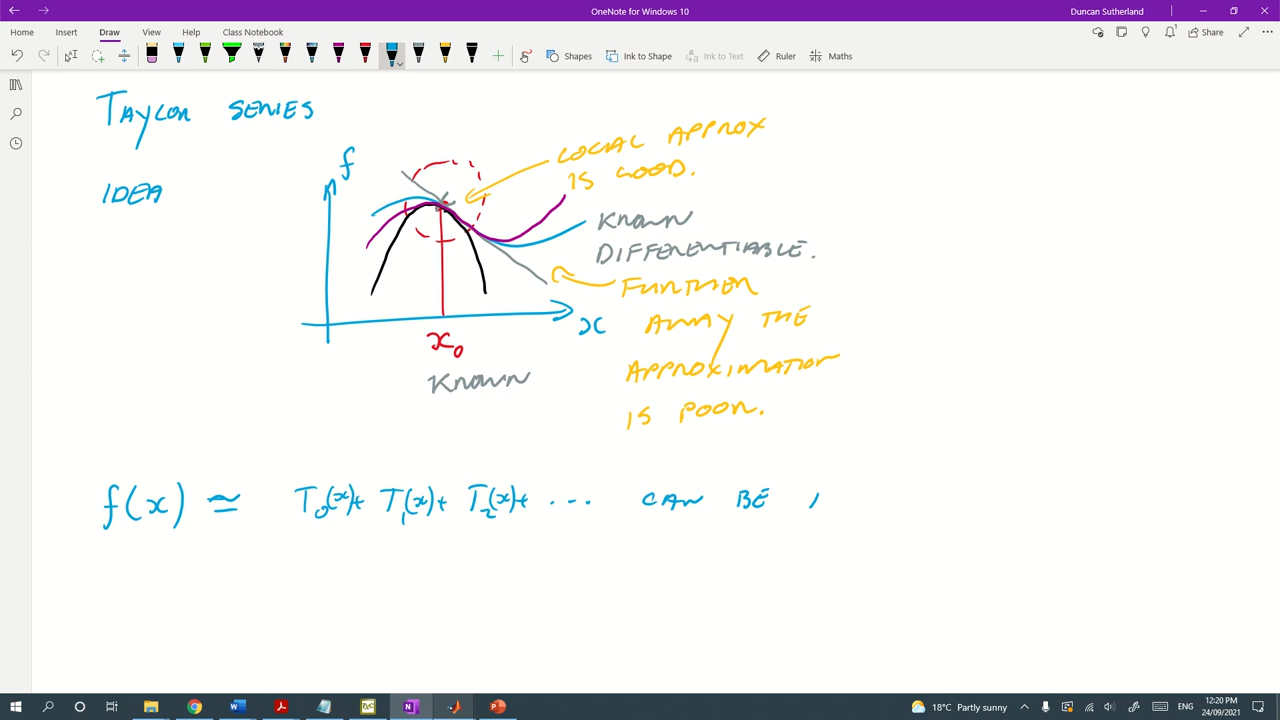 OneNote for Windows 10
Duncan Sutherland
Home Insert Draw View Help Class Notebook
Share
Shapes Ink to Shape Ink to Text Ruler Maths
TAYLOR SERIES
IDEA
f
LOCAL APPROX
IS GOOD.
KNOWN
DIFFERENTIABLE.
FURTHER
AWAY THE
APPROXIMATION
IS POOR.
x
x₀
KNOWN
f(x) ≃ T₀(x)+ T₁(x)+ T₂(x)+ ... CAN BE
18°C Partly sunny
ENG
12:20 PM
24/09/2021